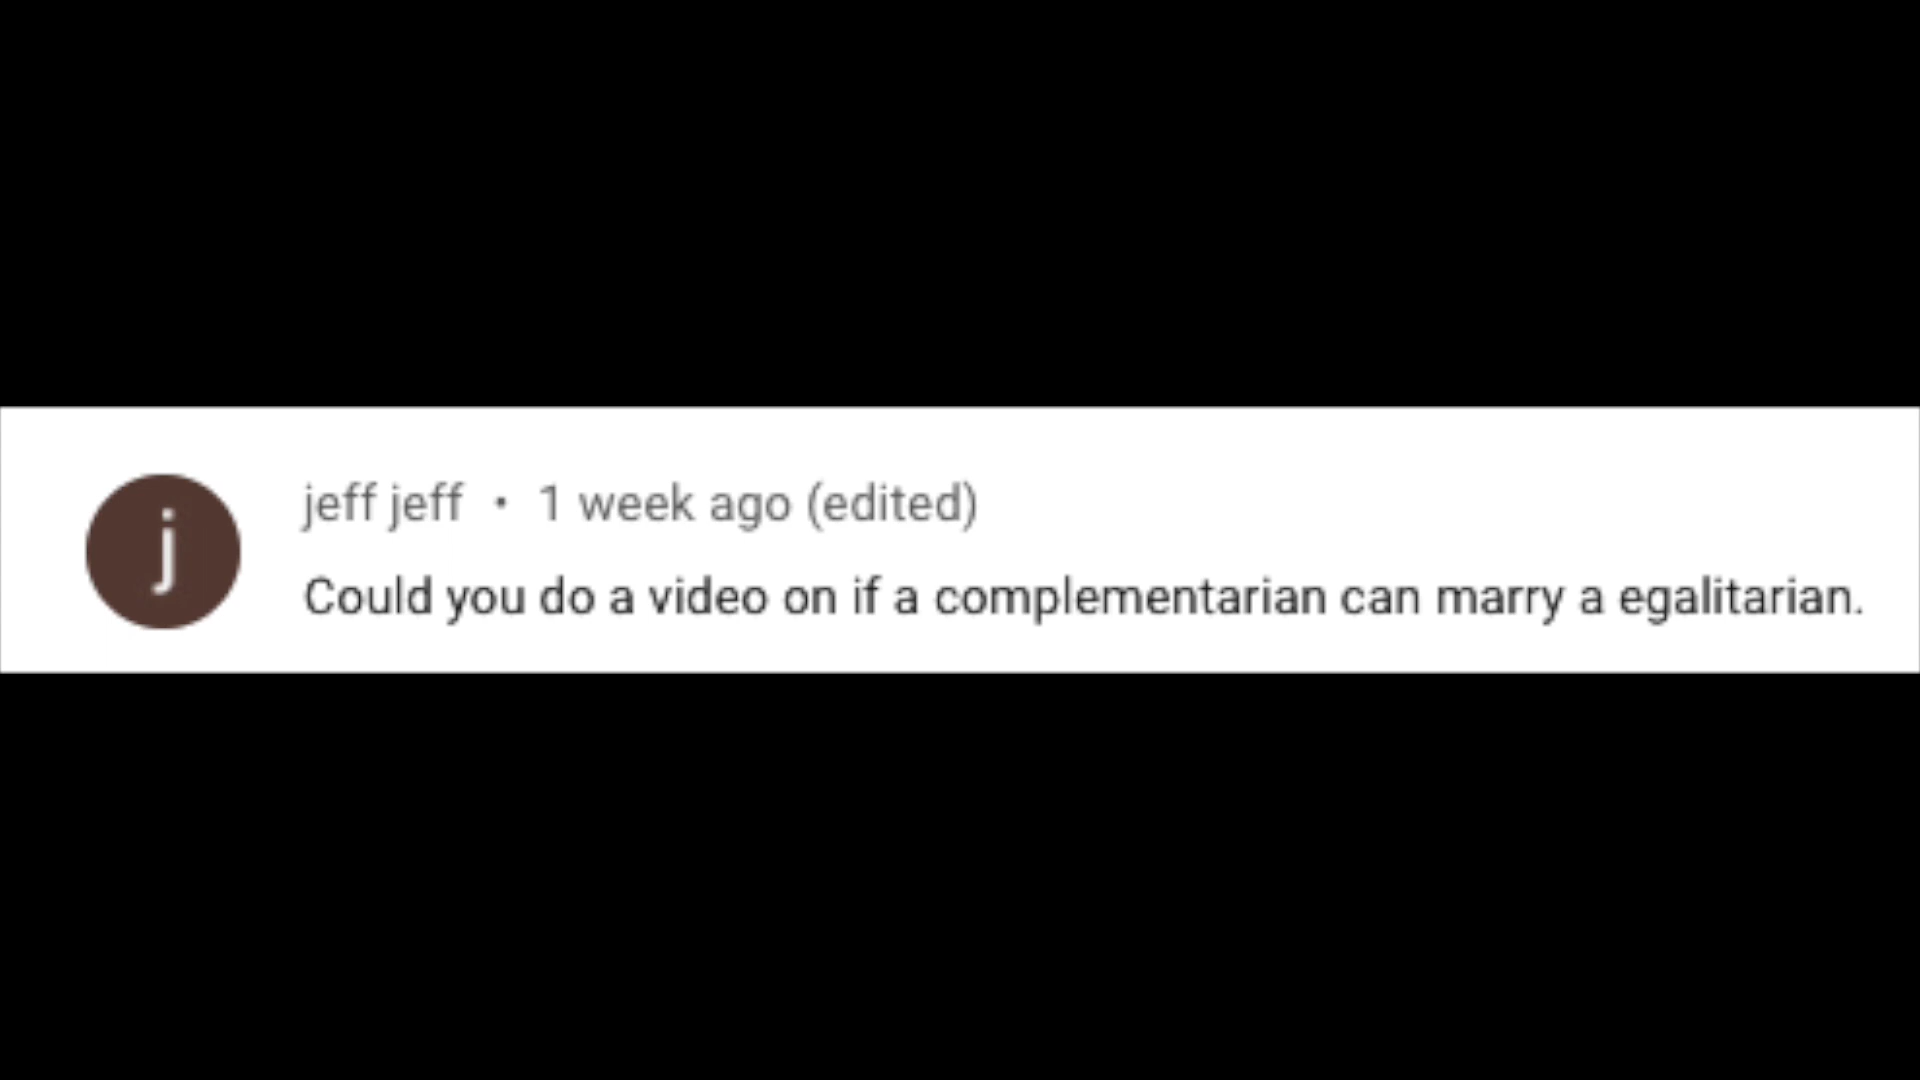 j
jeff jeff • 1 week ago (edited)
Could you do a video on if a complementarian can marry a egalitarian.